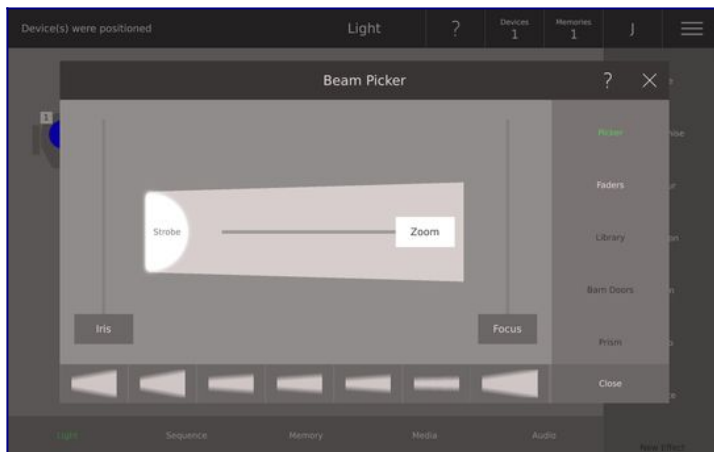 Device(s) were positioned
Light
?
Devices
1
Memories
1
J
Beam Picker
?
1
Picker
Faders
Strobe
Zoom
Library
Barn Doors
Iris
Focus
Prism
Close
Light
Sequence
Memory
Media
Audio
New Effect